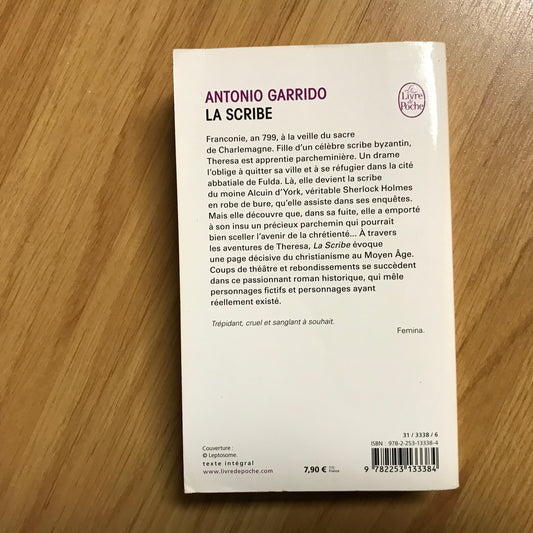 ANTONIO GARRIDO
LA SCRIBE
Le
Livre
de
Poche
Franconie, an 799, à la veille du sacre
de Charlemagne. Fille d'un célèbre scribe byzantin,
Theresa est apprentie parcheminière. Un drame
l'oblige à quitter sa ville et à se réfugier dans la cité
abbatiale de Fulda. Là, elle devient la scribe
du moine Alcuin d'York, véritable Sherlock Holmes
en robe de bure, qu'elle assiste dans ses enquêtes.
Mais elle découvre que, dans sa fuite, elle a emporté
à son insu un précieux parchemin qui pourrait
bien sceller l'avenir de la chrétienté... À travers
les aventures de Theresa, La Scribe évoque
une page décisive du christianisme au Moyen Âge.
Coups de théâtre et rebondissements se succèdent
dans ce passionnant roman historique, qui mêle
personnages fictifs et personnages ayant
réellement existé.
Trépidant, cruel et sanglant à souhait.
Femina.
Couverture :
© Leptosome.
texte intégral
www.livredepoche.com
7,90 € TTC
France
31 / 3338 / 6
ISBN : 978-2-253-13338-4
9 782253 133384